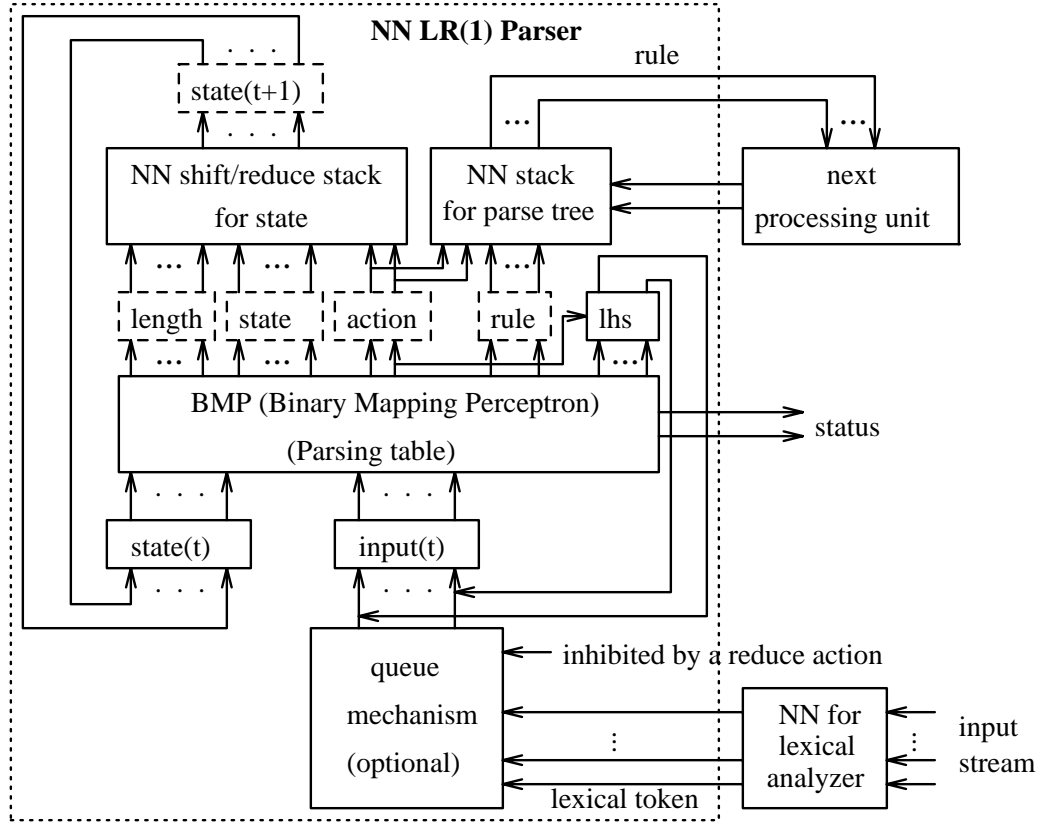 NN LR(1) Parser
rule
state(t+1)
NN shift/reduce stack
for state
NN stack
for parse tree
next
processing unit
length
state
action
rule
lhs
BMP (Binary Mapping Perceptron)
(Parsing table)
status
state(t)
input(t)
queue
mechanism
(optional)
inhibited by a reduce action
NN for
lexical
analyzer
input
stream
lexical token